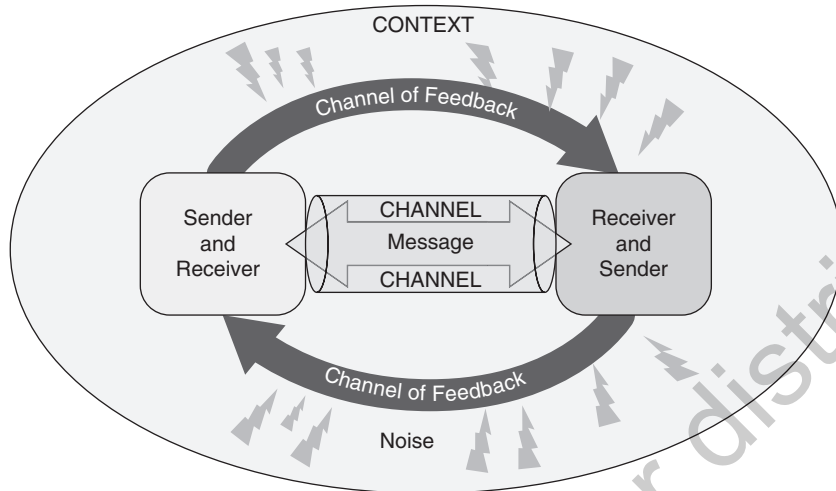 CONTEXT
Channel of Feedback
Sender
and
Receiver
CHANNEL
Message
CHANNEL
Receiver
and
Sender
Channel of Feedback
Noise